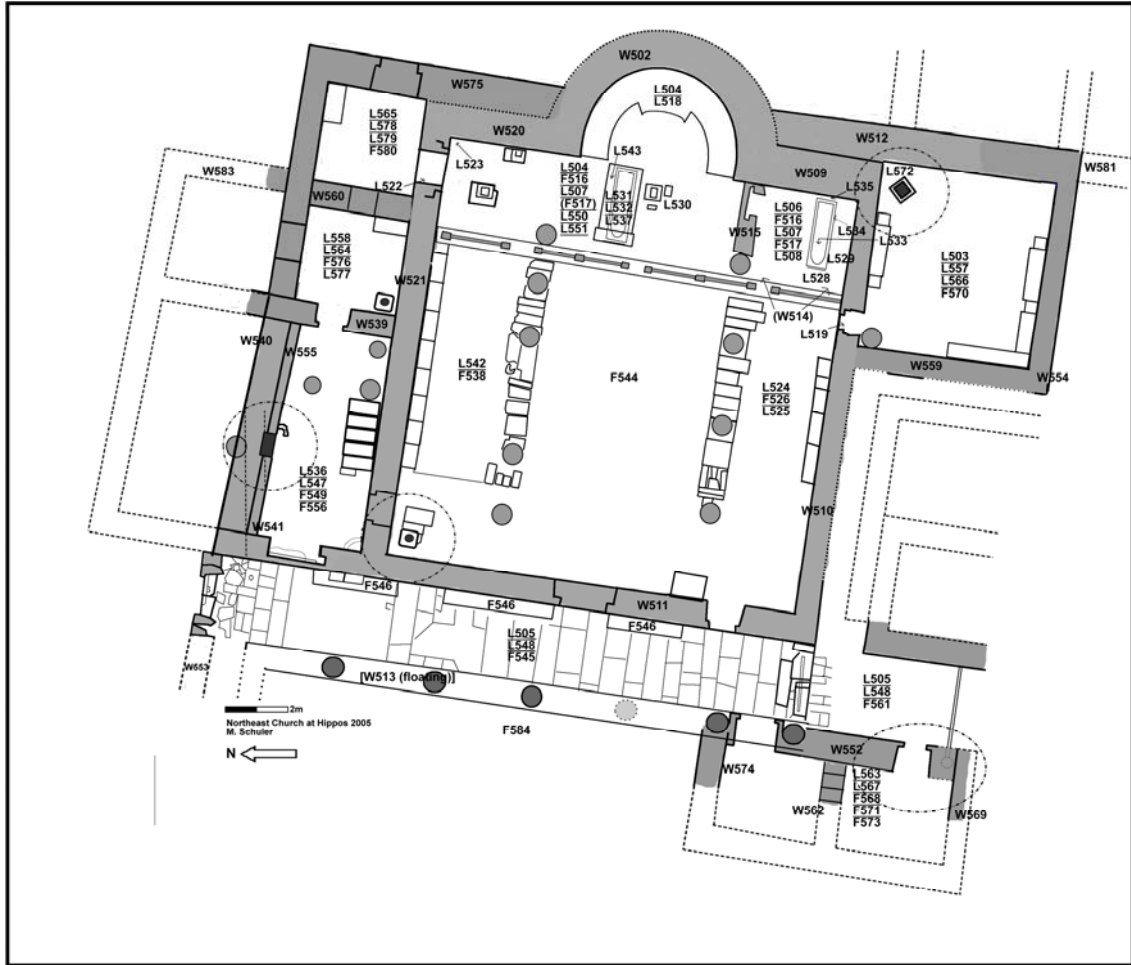 W502
W575
L504
L518
W512
W520
L565
L578
L579
F580
L523
L504
F516
L507
(F517)
L550
L551
L543
L531
L532
L537
L530
W509
L572
W581
W583
L522
W560
W515
L506
F516
L507
F517
L508
L535
L534
L533
L529
L528
L503
L557
L566
F570
L558
L564
F576
L577
W521
(W514)
L519
W540
W555
W539
L542
F538
F544
L524
F526
L525
W559
W554
L536
L547
F549
F556
W541
W510
F546
F546
F546
W511
L505
L548
F545
W553
[W513 (floating)]
L505
L548
F561
2m
Northeast Church at Hippos 2005
M. Schuler
N
F584
W574
W552
L563
L567
F568
F571
F573
W562
W569